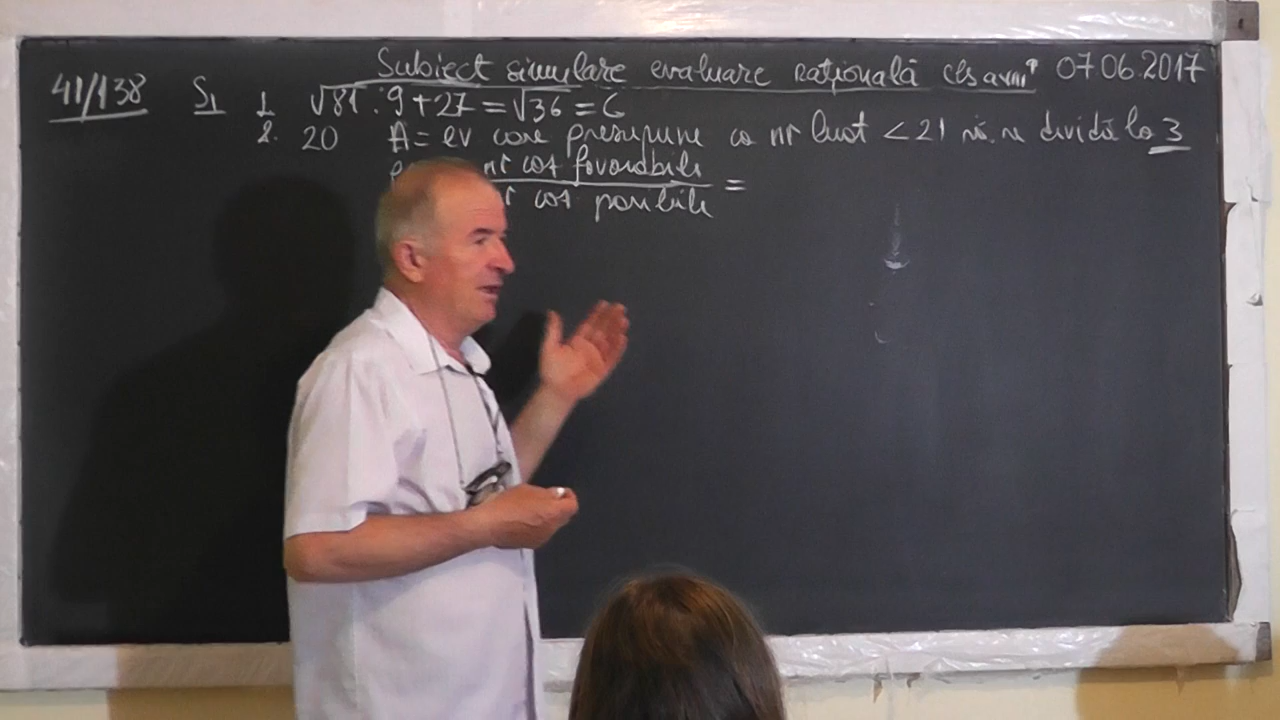 Subiect simulare evaluare națională cls a VIII ª 07.06.2017
41/138 S1 1. √81:9+27 = √36 = 6
2. 20 A = ev care presupune ca nr luat < 21 să se dividă la 3
nr caz favorabile
nr caz posibile =